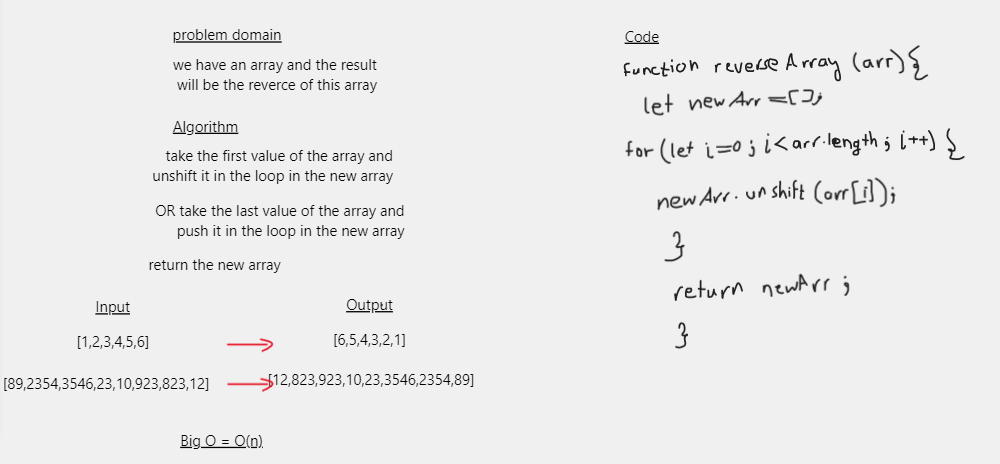 problem domain
we have an array and the result
will be the reverce of this array
Algorithm
take the first value of the array and
unshift it in the loop in the new array
OR take the last value of the array and
push it in the loop in the new array
return the new array
Input
Output
[1,2,3,4,5,6]
[6,5,4,3,2,1]
[89,2354,3546,23,10,923,823,12]
[12,823,923,10,23,3546,2354,89]
Big O = O(n)
Code
function reverse Array (arr){
let newArr =[];
for (let i=0; i<arr.length; i++) {
newArr.unshift (arr[i]);
}
return newArr;
}